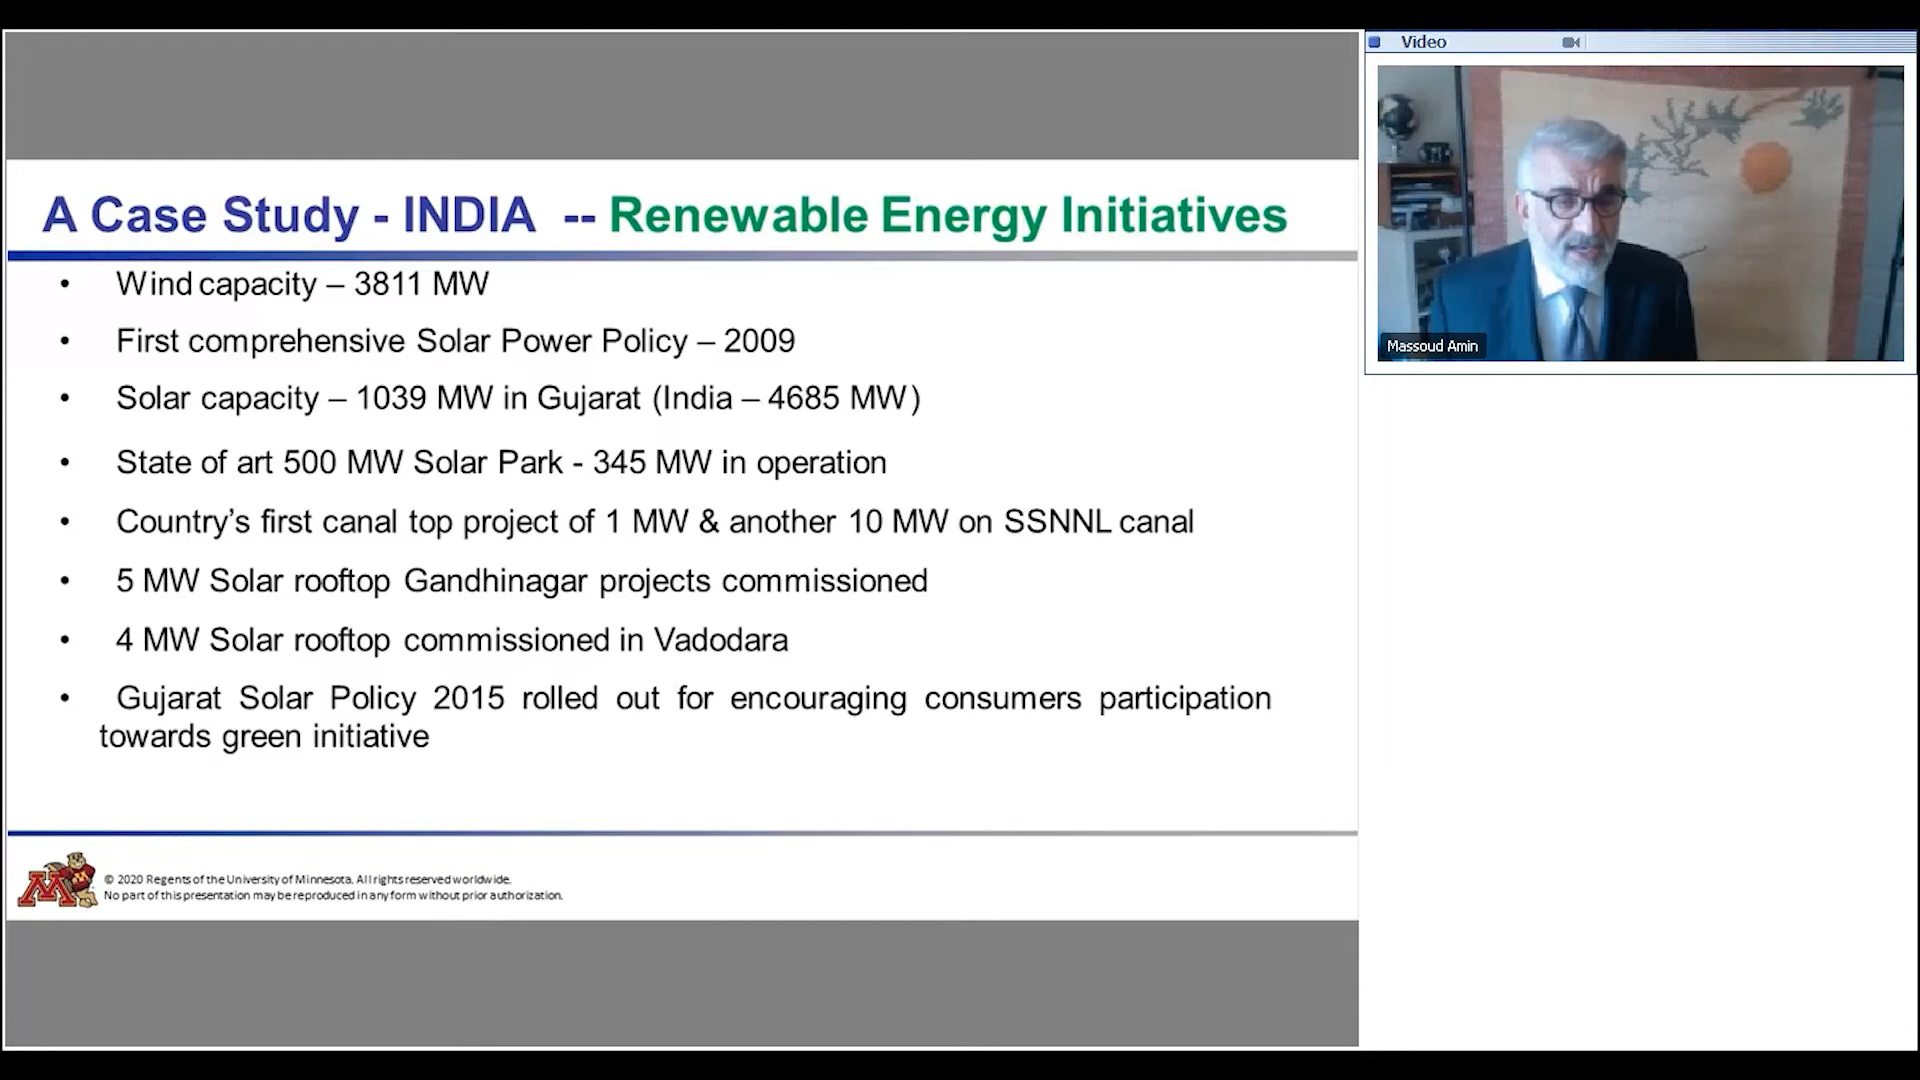 A Case Study - INDIA -- Renewable Energy Initiatives
• Wind capacity – 3811 MW
• First comprehensive Solar Power Policy – 2009
• Solar capacity – 1039 MW in Gujarat (India – 4685 MW)
• State of art 500 MW Solar Park - 345 MW in operation
• Country's first canal top project of 1 MW & another 10 MW on SSNNL canal
• 5 MW Solar rooftop Gandhinagar projects commissioned
• 4 MW Solar rooftop commissioned in Vadodara
• Gujarat Solar Policy 2015 rolled out for encouraging consumers participation
towards green initiative
M
© 2020 Regents of the University of Minnesota. All rights reserved worldwide.
No part of this presentation may be reproduced in any form without prior authorization.
Video
Massoud Amin